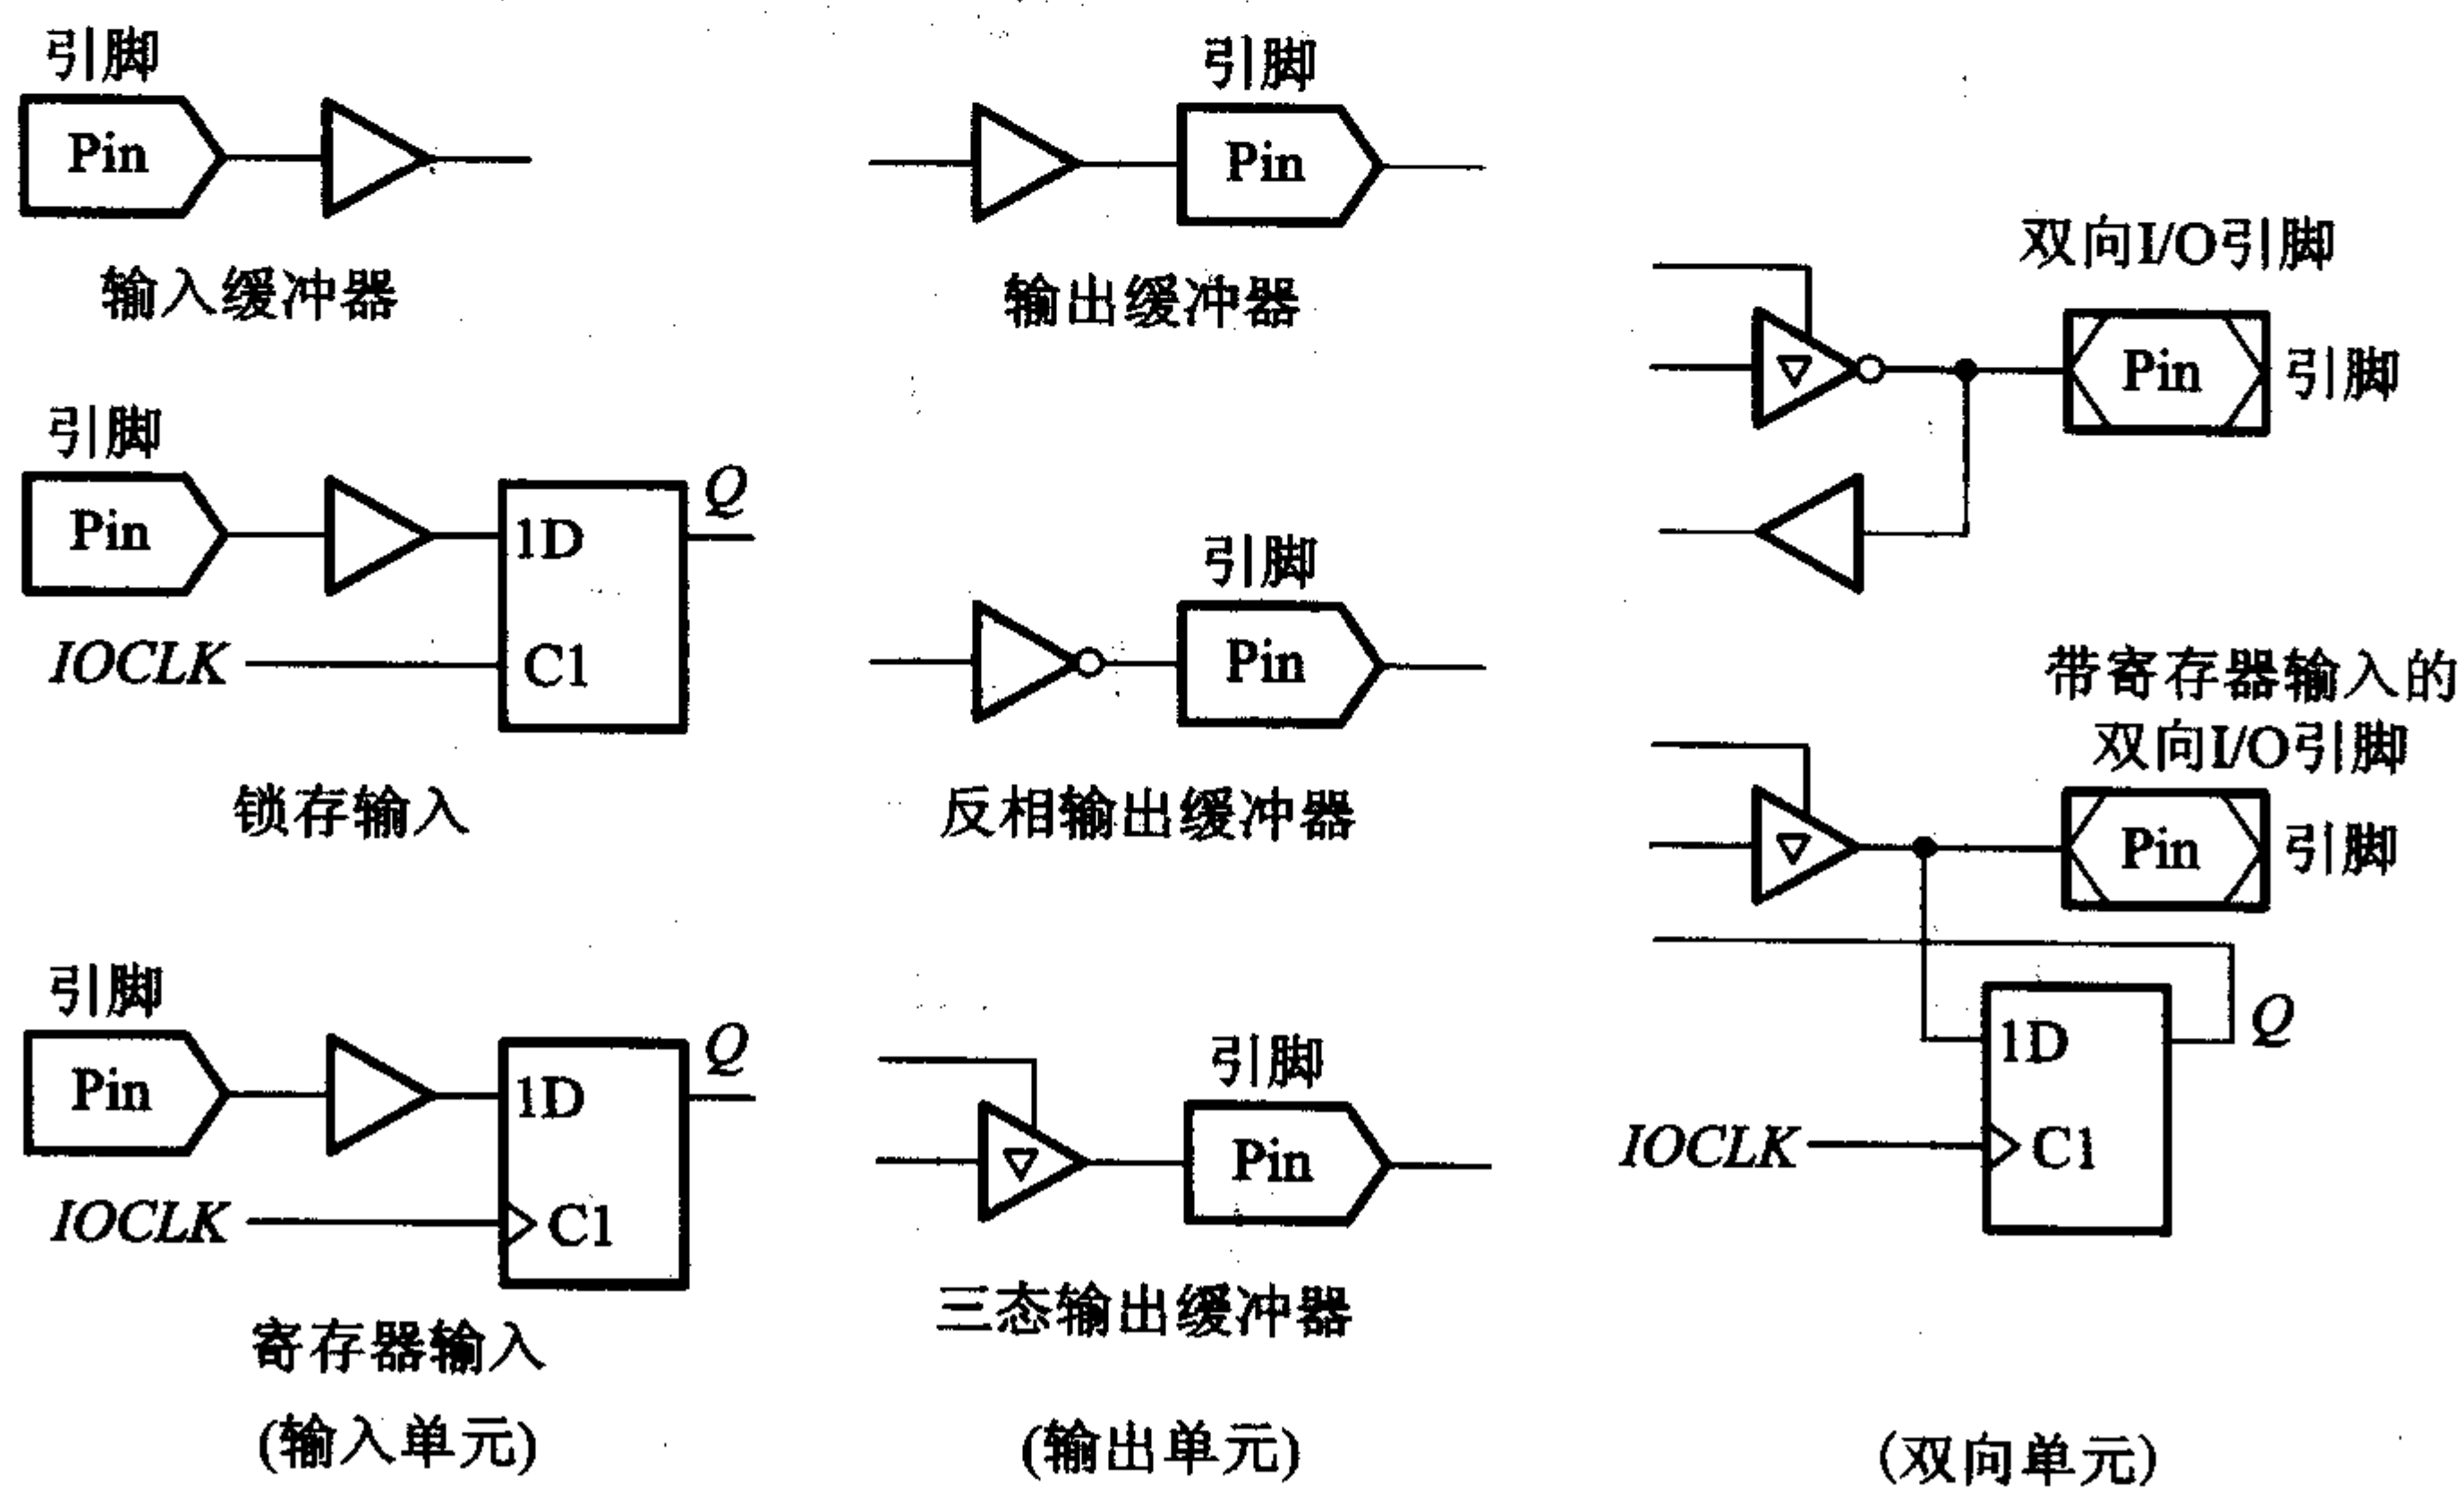 引脚
Pin
输入缓冲器
引脚
Pin
IOCLK
1D
C1
Q
锁存输入
引脚
Pin
IOCLK
1D
C1
Q
寄存器输入
(输入单元)
引脚
Pin
输出缓冲器
引脚
Pin
反相输出缓冲器
引脚
Pin
三态输出缓冲器
(输出单元)
双向I/O引脚
Pin
引脚
带寄存器输入的
双向I/O引脚
Pin
引脚
1D
Q
IOCLK
C1
(双向单元)